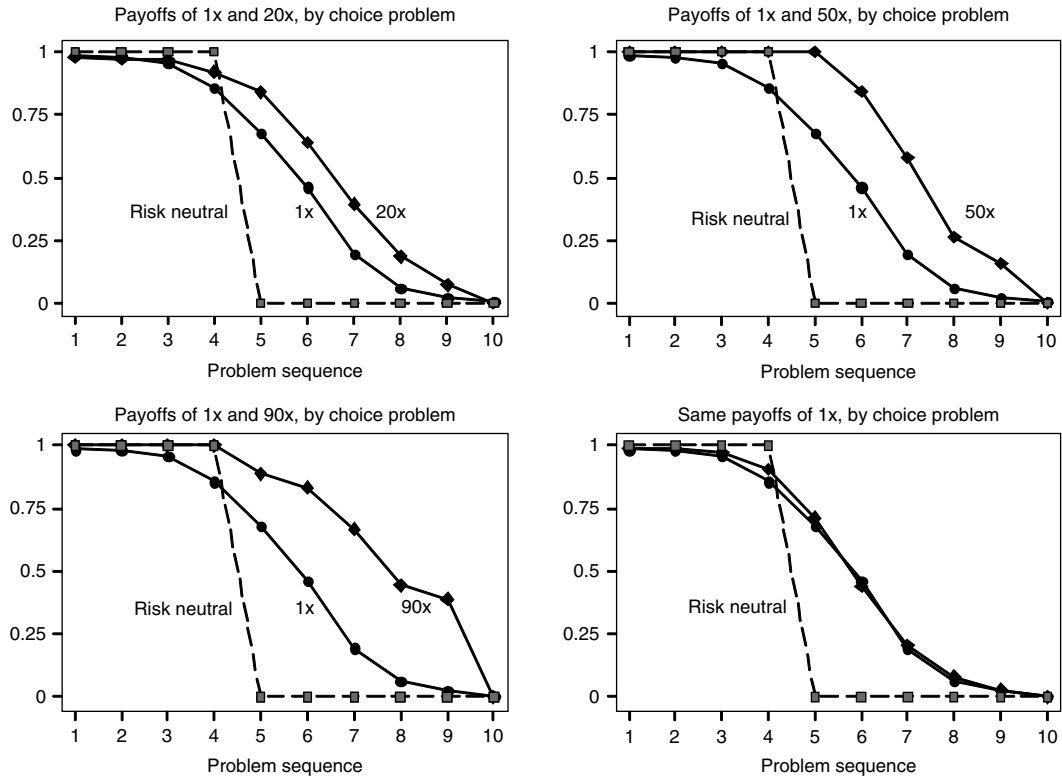 Payoffs of 1x and 20x, by choice problem
1
0.75
0.5
0.25
0
Risk neutral
1x
20x
1 2 3 4 5 6 7 8 9 10
Problem sequence
Payoffs of 1x and 50x, by choice problem
1
0.75
0.5
0.25
0
Risk neutral
1x
50x
1 2 3 4 5 6 7 8 9 10
Problem sequence
Payoffs of 1x and 90x, by choice problem
1
0.75
0.5
0.25
0
Risk neutral
1x
90x
1 2 3 4 5 6 7 8 9 10
Problem sequence
Same payoffs of 1x, by choice problem
1
0.75
0.5
0.25
0
Risk neutral
1 2 3 4 5 6 7 8 9 10
Problem sequence